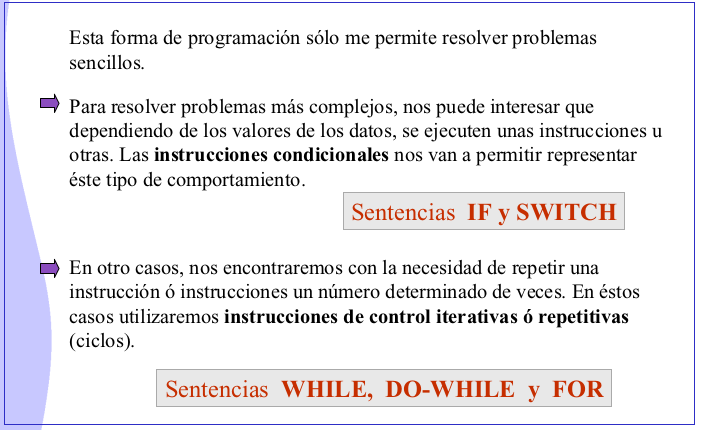 Esta forma de programación sólo me permite resolver problemas
sencillos.
Para resolver problemas más complejos, nos puede interesar que
dependiendo de los valores de los datos, se ejecuten unas instrucciones u
otras. Las instrucciones condicionales nos van a permitir representar
éste tipo de comportamiento.
Sentencias IF y SWITCH
En otro casos, nos encontraremos con la necesidad de repetir una
instrucción ó instrucciones un número determinado de veces. En éstos
casos utilizaremos instrucciones de control iterativas ó repetitivas
(ciclos).
Sentencias WHILE, DO-WHILE y FOR